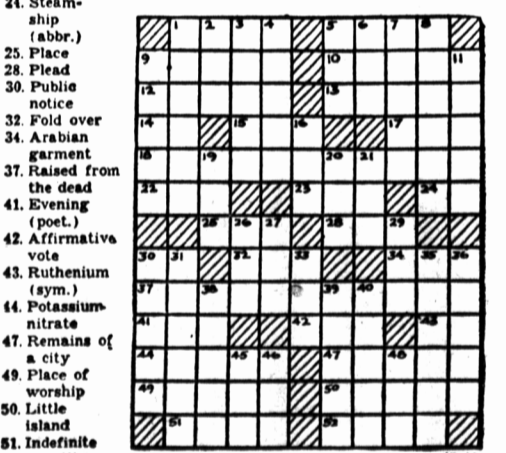 24. Steam-
ship
(abbr.)
25. Place
28. Plead
30. Public
notice
32. Fold over
34. Arabian
garment
37. Raised from
the dead
41. Evening
(poet.)
42. Affirmative
vote
43. Ruthenium
(sym.)
44. Potassium
nitrate
47. Remains of
a city
49. Place of
worship
50. Little
island
51. Indefinite
1 2 3 4 5 6 7 8
9 10 11
12 13
14 15 16 17
18 19 20 21
22 23 24
25 26 27 28 29
30 31 32 33 34 35 36
37 38 39 40
41 42 43
44 45 46 47 48
49 50
51 52